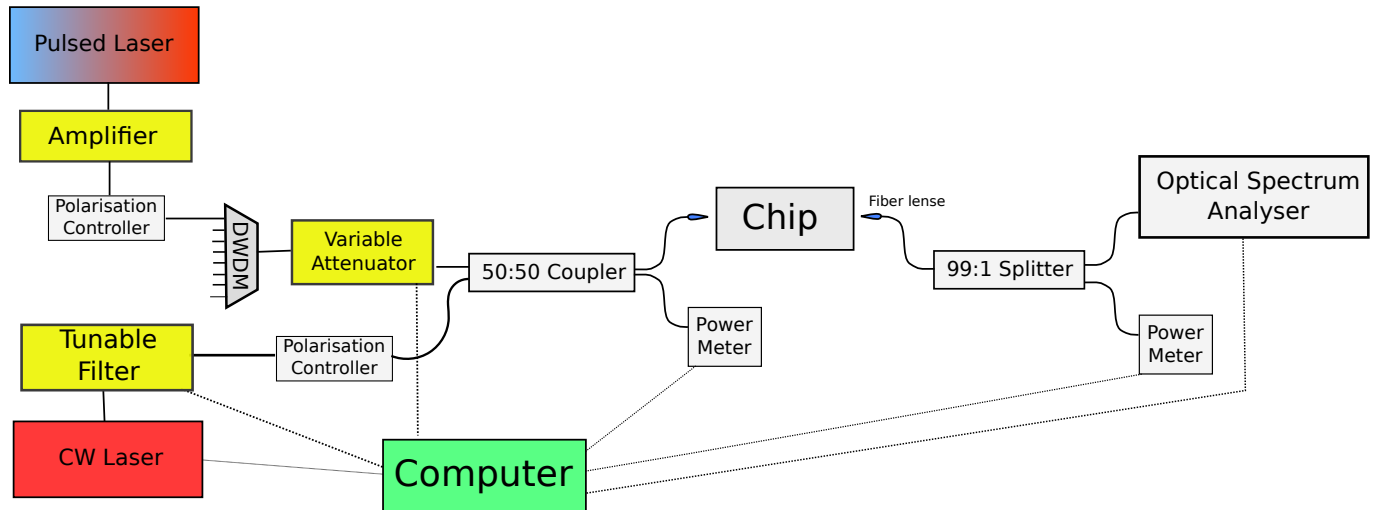 Pulsed Laser
Amplifier
Polarisation
Controller
DWDM
Variable
Attenuator
50:50 Coupler
Chip
Fiber lense
99:1 Splitter
Optical Spectrum
Analyser
Power
Meter
Power
Meter
Tunable
Filter
Polarisation
Controller
CW Laser
Computer